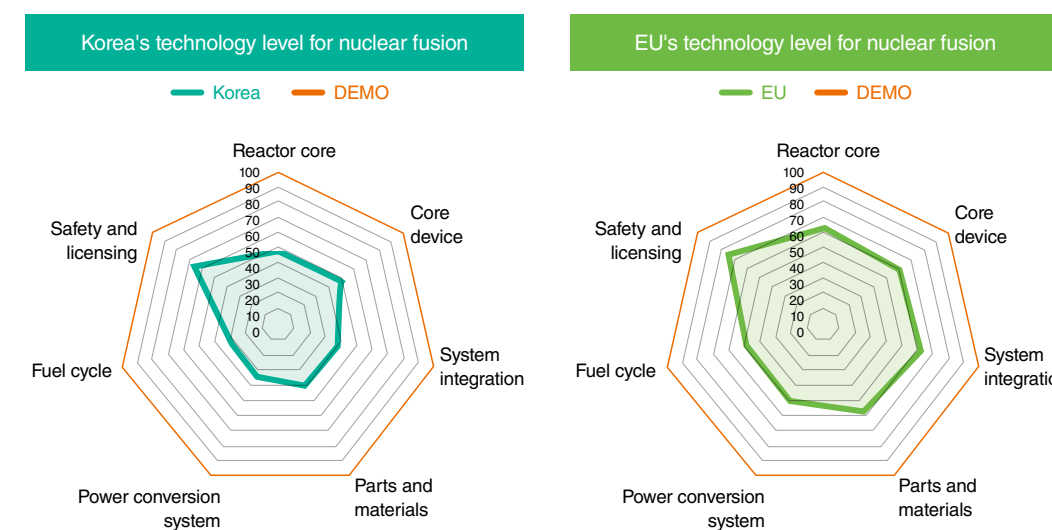 Korea's technology level for nuclear fusion
Korea
DEMO
Reactor core
100
90
80
70
60
50
40
30
20
10
0
Core
device
System
integration
Parts and
materials
Power conversion
system
Fuel cycle
Safety and
licensing
EU's technology level for nuclear fusion
EU
DEMO
Reactor core
100
90
80
70
60
50
40
30
20
10
0
Core
device
System
integratio
Parts and
materials
Power conversion
system
Fuel cycle
Safety and
licensing